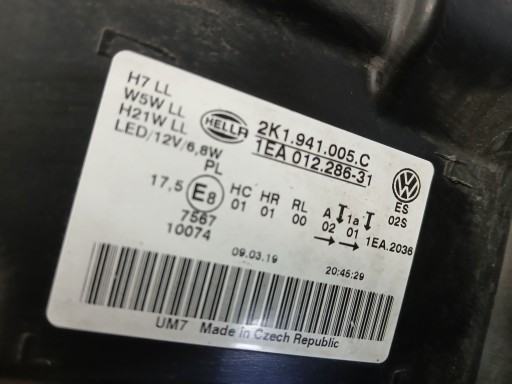 H7 LL
W5W LL
H21W LL
LED/12V/6,8W
HELLA
2K1.941.005.C
1EA 012.286-31
PL
17,5 E8 HC HR RL A 1a ES
01 01 00 02 01 02S
7567
10074
1EA.2036
09.03.19 20:45:29
UM7 Made in Czech Republic